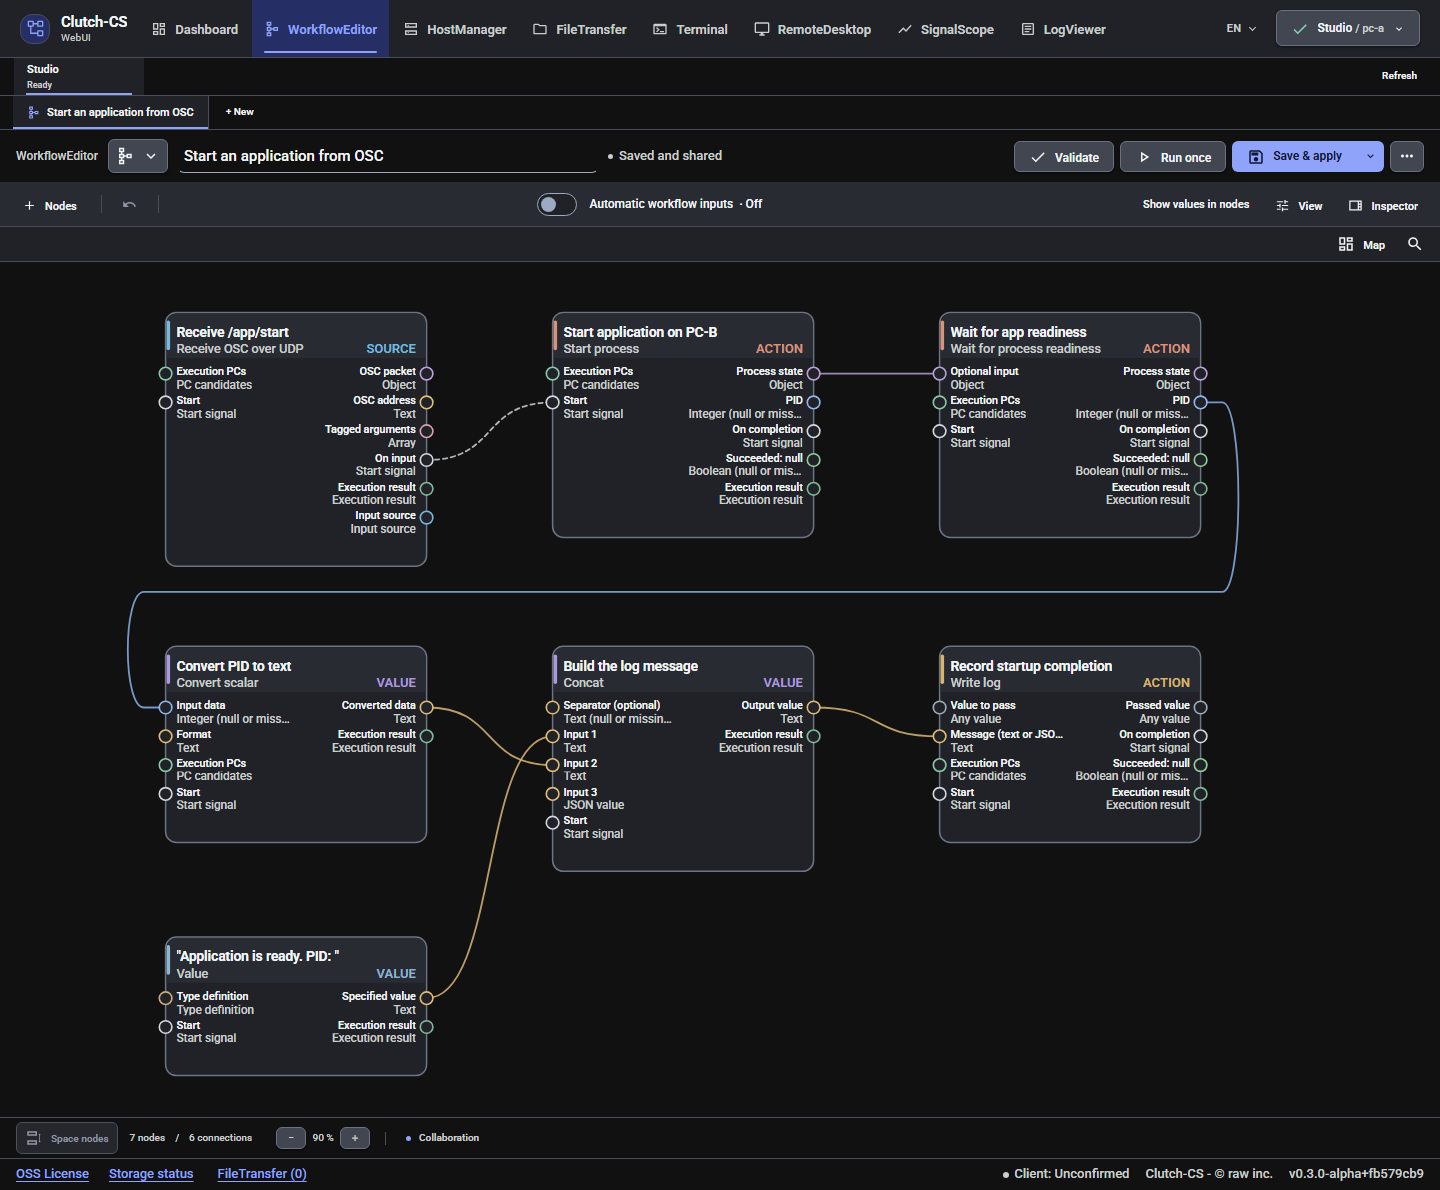 Clutch-CS
WebUI
Dashboard
WorkflowEditor
HostManager
FileTransfer
Terminal
RemoteDesktop
SignalScope
LogViewer
EN
Studio / pc-a
Studio
Ready
Refresh
Start an application from OSC
+ New
WorkflowEditor
Start an application from OSC
Saved and shared
Validate
Run once
Save & apply
Nodes
Automatic workflow inputs · Off
Show values in nodes
View
Inspector
Map
Receive /app/start
Receive OSC over UDP
SOURCE
Execution PCs
PC candidates
Start
Start signal
OSC packet
Object
OSC address
Text
Tagged arguments
Array
On input
Start signal
Execution result
Execution result
Input source
Input source
Start application on PC-B
Start process
ACTION
Execution PCs
PC candidates
Start
Start signal
Process state
Object
PID
Integer (null or miss...
On completion
Start signal
Succeeded: null
Boolean (null or mis...
Execution result
Execution result
Wait for app readiness
Wait for process readiness
ACTION
Optional input
Object
Execution PCs
PC candidates
Start
Start signal
Process state
Object
PID
Integer (null or miss...
On completion
Start signal
Succeeded: null
Boolean (null or mis...
Execution result
Execution result
Convert PID to text
Convert scalar
VALUE
Input data
Integer (null or miss...
Format
Text
Execution PCs
PC candidates
Start
Start signal
Converted data
Text
Execution result
Execution result
Build the log message
Concat
VALUE
Separator (optional)
Text (null or missin...
Input 1
Text
Input 2
Text
Input 3
JSON value
Start
Start signal
Output value
Text
Execution result
Execution result
Record startup completion
Write log
ACTION
Value to pass
Any value
Message (text or JSO...
Text
Execution PCs
PC candidates
Start
Start signal
Passed value
Any value
On completion
Start signal
Succeeded: null
Boolean (null or mis...
Execution result
Execution result
"Application is ready. PID: "
Value
VALUE
Type definition
Type definition
Start
Start signal
Specified value
Text
Execution result
Execution result
Space nodes
7 nodes / 6 connections
90 %
Collaboration
OSS License
Storage status
FileTransfer (0)
Client: Unconfirmed
Clutch-CS - © raw inc.
v0.3.0-alpha+fb579cb9